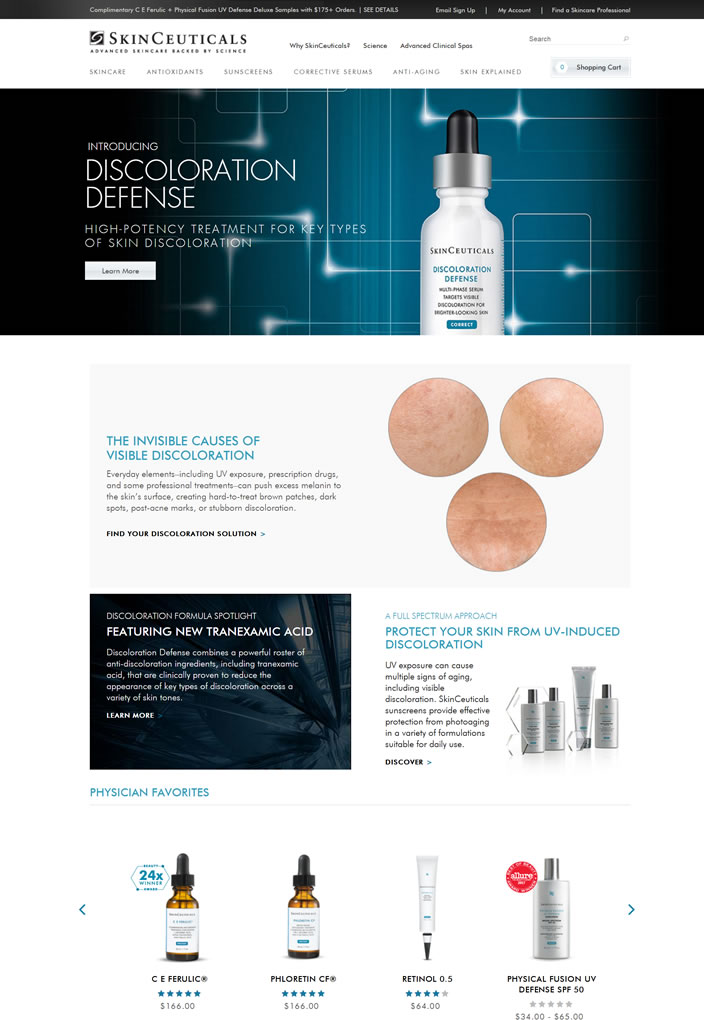 Complimentary C E Ferulic + Physical Fusion UV Defense Deluxe Samples with $175+ Orders. | SEE DETAILS
Email Sign Up | My Account | Find a Skincare Professional
SKINCEUTICALS
ADVANCED SKINCARE BACKED BY SCIENCE
Why SkinCeuticals? Science Advanced Clinical Spas
Search
SKINCARE ANTIOXIDANTS SUNSCREENS CORRECTIVE SERUMS ANTI-AGING SKIN EXPLAINED
0 Shopping Cart
INTRODUCING
DISCOLORATION
DEFENSE
HIGH-POTENCY TREATMENT FOR KEY TYPES
OF SKIN DISCOLORATION
Learn More
SKINCEUTICALS
DISCOLORATION
DEFENSE
MULTI-PHASE SERUM
TARGETS VISIBLE
DISCOLORATION FOR
BRIGHTER-LOOKING SKIN
CORRECT
THE INVISIBLE CAUSES OF
VISIBLE DISCOLORATION
Everyday elements–including UV exposure, prescription drugs,
and some professional treatments–can push excess melanin to
the skin's surface, creating hard-to-treat brown patches, dark
spots, post-acne marks, or stubborn discoloration.
FIND YOUR DISCOLORATION SOLUTION >
DISCOLORATION FORMULA SPOTLIGHT
FEATURING NEW TRANEXAMIC ACID
Discoloration Defense combines a powerful roster of
anti-discoloration ingredients, including tranexamic
acid, that are clinically proven to reduce the
appearance of key types of discoloration across a
variety of skin tones.
LEARN MORE >
A FULL SPECTRUM APPROACH
PROTECT YOUR SKIN FROM UV-INDUCED
DISCOLORATION
UV exposure can cause
multiple signs of aging,
including visible
discoloration. SkinCeuticals
sunscreens provide effective
protection from photoaging
in a variety of formulations
suitable for daily use.
DISCOVER >
PHYSICIAN FAVORITES
BEAUTY
24x
WINNER
AWARD
SKINCEUTICALS
C E FERULIC
SKINCEUTICALS
PHLORETIN CF
allure
C E FERULIC®
$166.00
PHLORETIN CF®
$166.00
RETINOL 0.5
$64.00
PHYSICAL FUSION UV
DEFENSE SPF 50
$34.00 - $65.00